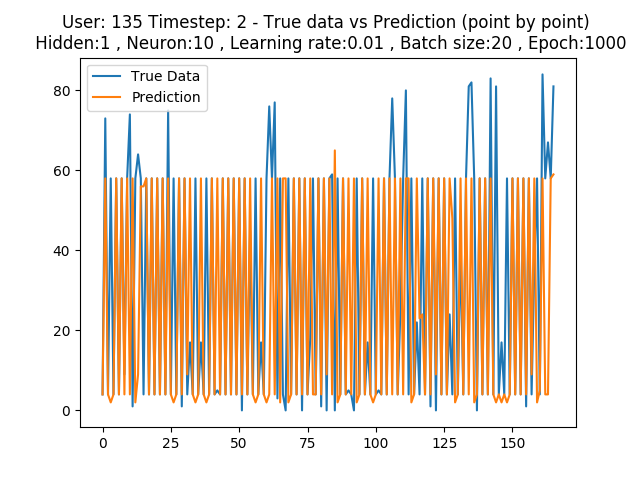 User: 135 Timestep: 2 - True data vs Prediction (point by point)
Hidden:1 , Neuron:10 , Learning rate:0.01 , Batch size:20 , Epoch:1000
True Data
Prediction
80
60
40
20
0
0 25 50 75 100 125 150